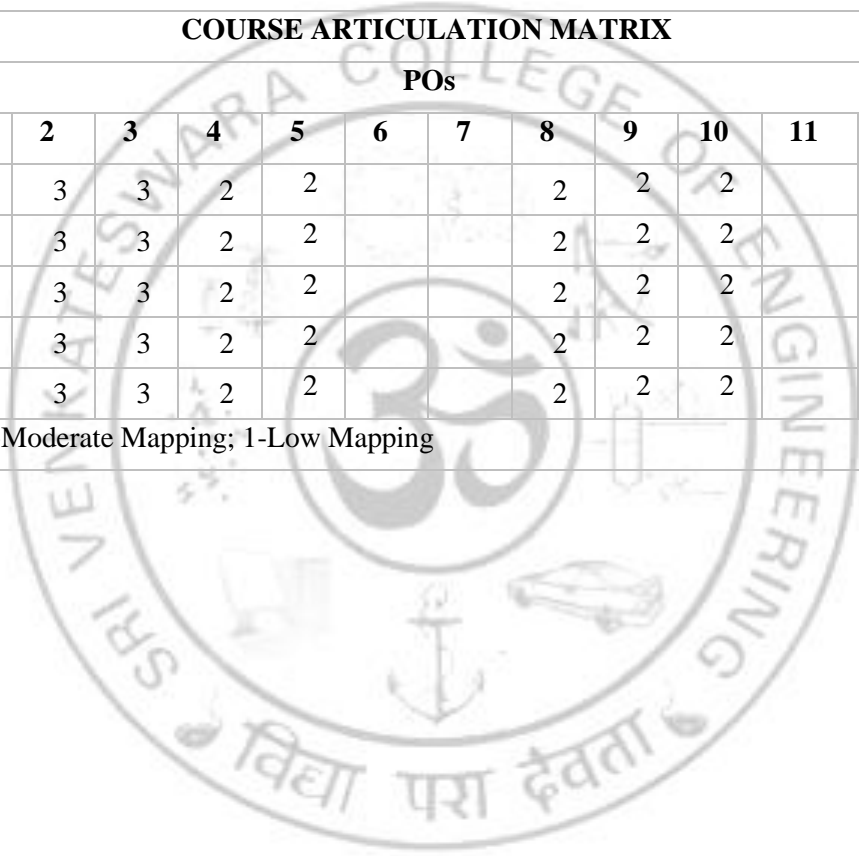 COURSE ARTICULATION MATRIX
POs
2 3 4 5 6 7 8 9 10 11
3 3 2 2 2 2 2
3 3 2 2 2 2 2
3 3 2 2 2 2 2
3 3 2 2 2 2 2
3 3 2 2 2 2 2
Moderate Mapping; 1-Low Mapping
SRI VENKATESWARA COLLEGE OF ENGINEERING
ॐ
विद्या परा देवता